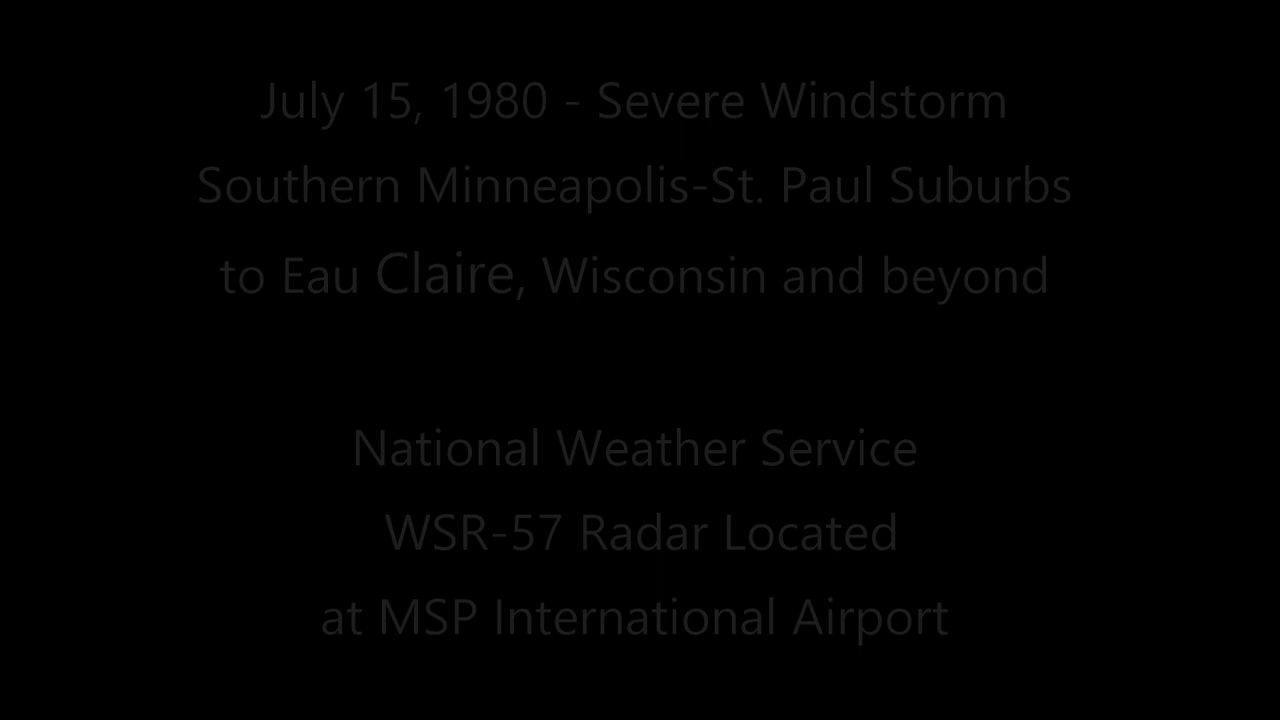 July 15, 1980 - Severe Windstorm
Southern Minneapolis-St. Paul Suburbs
to Eau Claire, Wisconsin and beyond
National Weather Service
WSR-57 Radar Located
at MSP International Airport